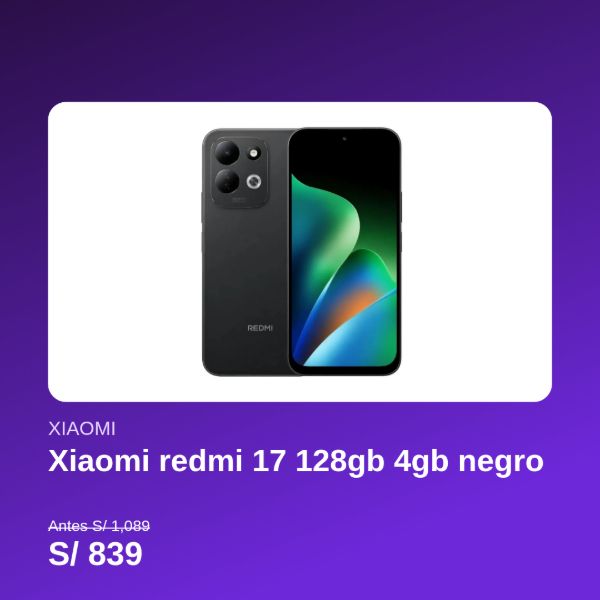 REDMI
XIAOMI
Xiaomi redmi 17 128gb 4gb negro
Antes S/ 1,089
S/ 839